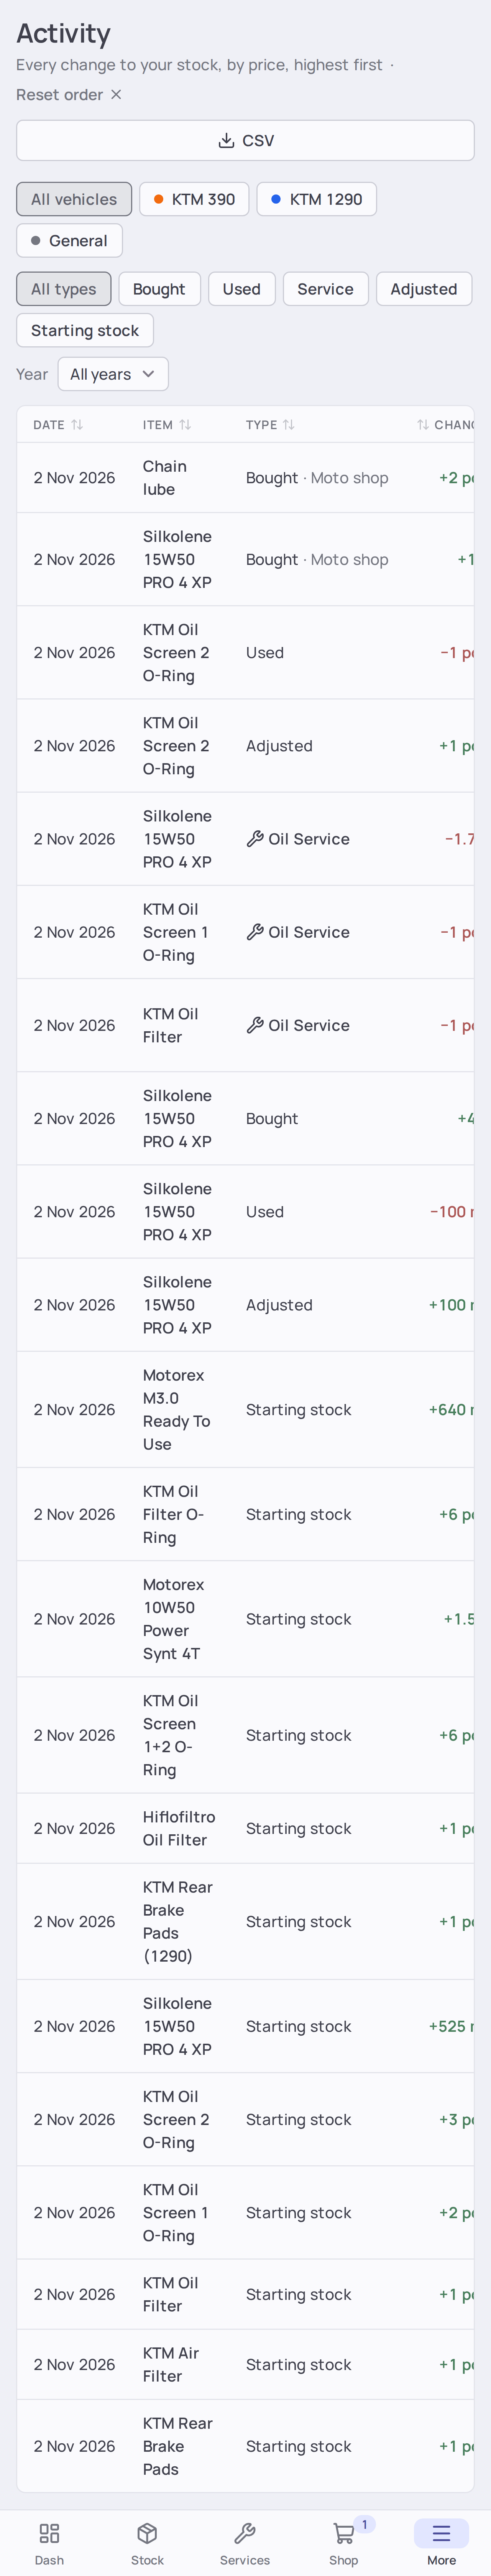 Activity
Every change to your stock, by price, highest first ·
Reset order ×
CSV
All vehicles KTM 390 KTM 1290
General
All types Bought Used Service Adjusted
Starting stock
Year All years
DATE ITEM TYPE
2 Nov 2026 Chain lube Bought · Moto shop +2
2 Nov 2026 Silkolene 15W50 PRO 4 XP Bought · Moto shop
2 Nov 2026 KTM Oil Screen 2 O-Ring Used −1
2 Nov 2026 KTM Oil Screen 2 O-Ring Adjusted +1
2 Nov 2026 Silkolene 15W50 PRO 4 XP Oil Service
2 Nov 2026 KTM Oil Screen 1 O-Ring Oil Service −1
2 Nov 2026 KTM Oil Filter Oil Service −1
2 Nov 2026 Silkolene 15W50 PRO 4 XP Bought
2 Nov 2026 Silkolene 15W50 PRO 4 XP Used −100
2 Nov 2026 Silkolene 15W50 PRO 4 XP Adjusted +100
2 Nov 2026 Motorex M3.0 Ready To Use Starting stock +640
2 Nov 2026 KTM Oil Filter O-Ring Starting stock +6
2 Nov 2026 Motorex 10W50 Power Synt 4T Starting stock
2 Nov 2026 KTM Oil Screen 1+2 O-Ring Starting stock +6
2 Nov 2026 Hiflofiltro Oil Filter Starting stock +1
2 Nov 2026 KTM Rear Brake Pads (1290) Starting stock +1
2 Nov 2026 Silkolene 15W50 PRO 4 XP Starting stock +525
2 Nov 2026 KTM Oil Screen 2 O-Ring Starting stock +3
2 Nov 2026 KTM Oil Screen 1 O-Ring Starting stock +2
2 Nov 2026 KTM Oil Filter Starting stock +1
2 Nov 2026 KTM Air Filter Starting stock +1
2 Nov 2026 KTM Rear Brake Pads Starting stock +1
1
Dash Stock Services Shop More